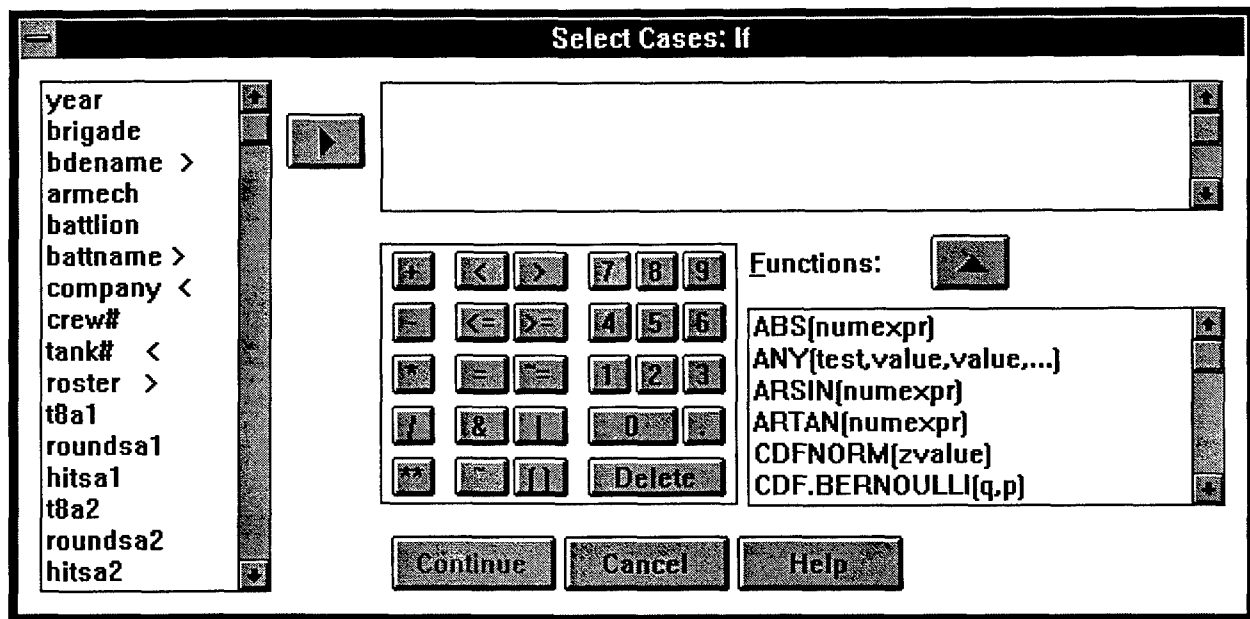 Select Cases: If
year
brigade
bdename >
armech
battlion
battname >
company <
crew#
tank# <
roster >
t8a1
roundsa1
hitsa1
t8a2
roundsa2
hitsa2
+ < > 7 8 9
- <= >= 4 5 6
* = ~= 1 2 3
/ & | 0 .
** ~ ( ) Delete
Functions:
ABS(numexpr)
ANY(test,value,value,...)
ARSIN(numexpr)
ARTAN(numexpr)
CDFNORM(zvalue)
CDF.BERNOULLI(q,p)
Continue Cancel Help